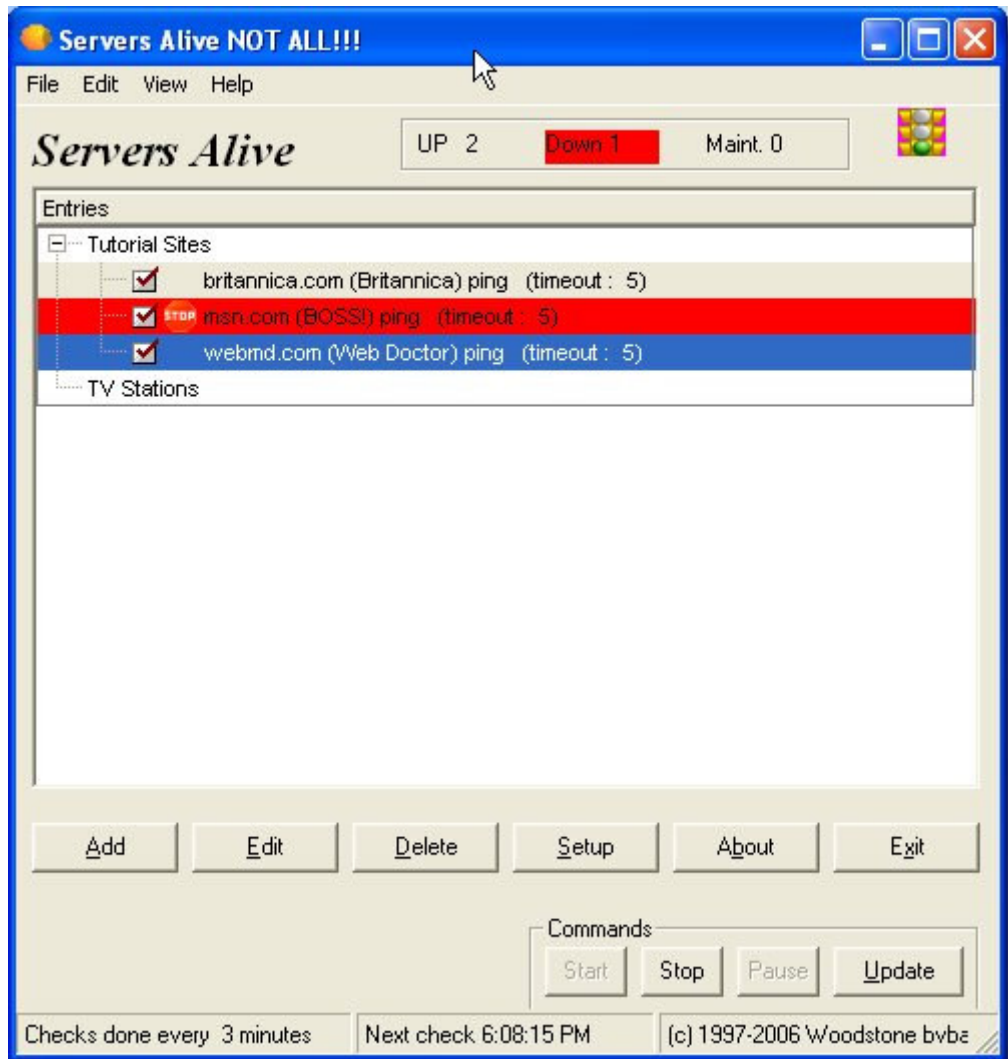 Servers Alive NOT ALL!!!
File Edit View Help
Servers Alive
UP 2 Down 1 Maint. 0
Entries
Tutorial Sites
britannica.com (Britannica) ping (timeout : 5)
STOP msn.com (BOSS!) ping (timeout : 5)
webmd.com (Web Doctor) ping (timeout : 5)
TV Stations
Add Edit Delete Setup About Exit
Commands
Start Stop Pause Update
Checks done every 3 minutes Next check 6:08:15 PM (c) 1997-2006 Woodstone bvba